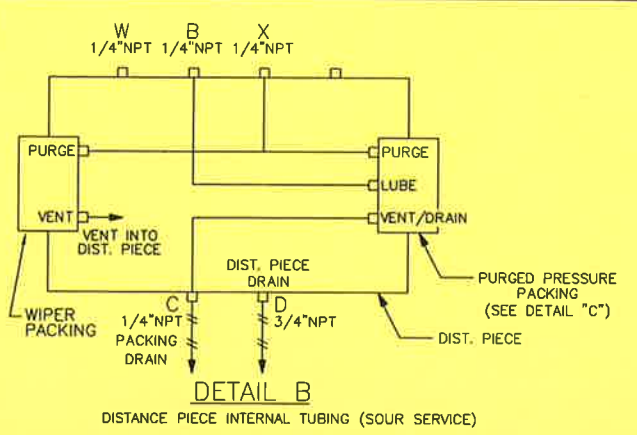 W B X
1/4"NPT 1/4"NPT 1/4"NPT
PURGE
PURGE
LUBE
VENT
VENT/DRAIN
VENT INTO
DIST. PIECE
DIST. PIECE
DRAIN
PURGED PRESSURE
PACKING
(SEE DETAIL "C")
WIPER
PACKING
C
1/4"NPT
PACKING
DRAIN
D
3/4"NPT
DIST. PIECE
DETAIL B
DISTANCE PIECE INTERNAL TUBING (SOUR SERVICE)